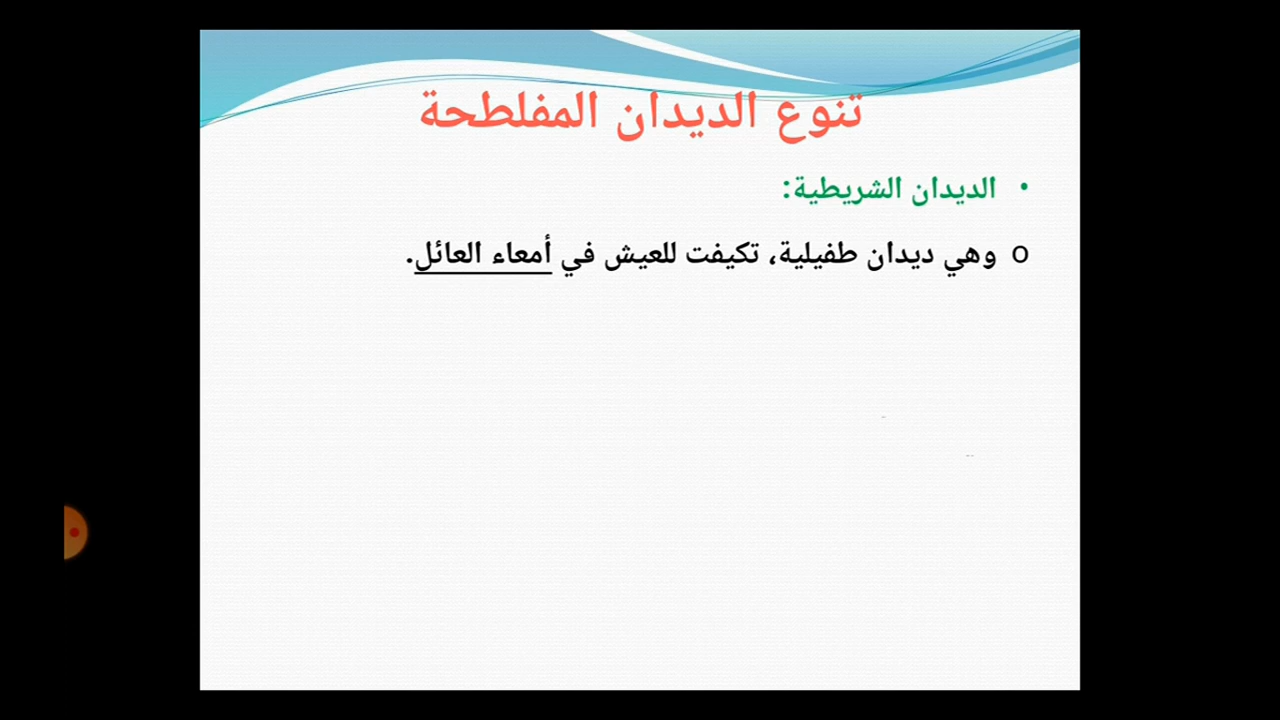 تنوع الديدان المفلطحة
• الديدان الشريطية:
o وهي ديدان طفيلية، تكيفت للعيش في أمعاء العائل.